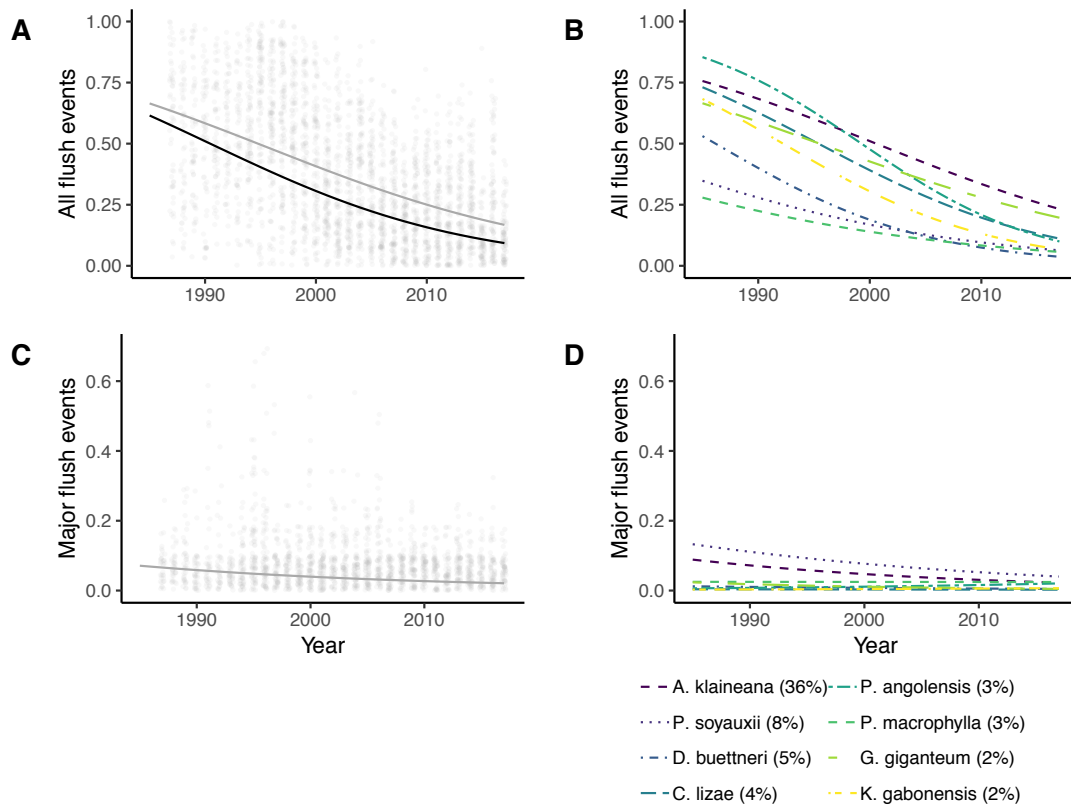 A
All flush events
1.00
0.75
0.50
0.25
0.00
1990
2000
2010
B
All flush events
1.00
0.75
0.50
0.25
0.00
1990
2000
2010
C
Major flush events
0.6
0.4
0.2
0.0
1990
2000
2010
Year
D
Major flush events
0.6
0.4
0.2
0.0
1990
2000
2010
Year
A. klaineana (36%)
P. soyauxii (8%)
D. buettneri (5%)
C. lizae (4%)
P. angolensis (3%)
P. macrophylla (3%)
G. giganteum (2%)
K. gabonensis (2%)